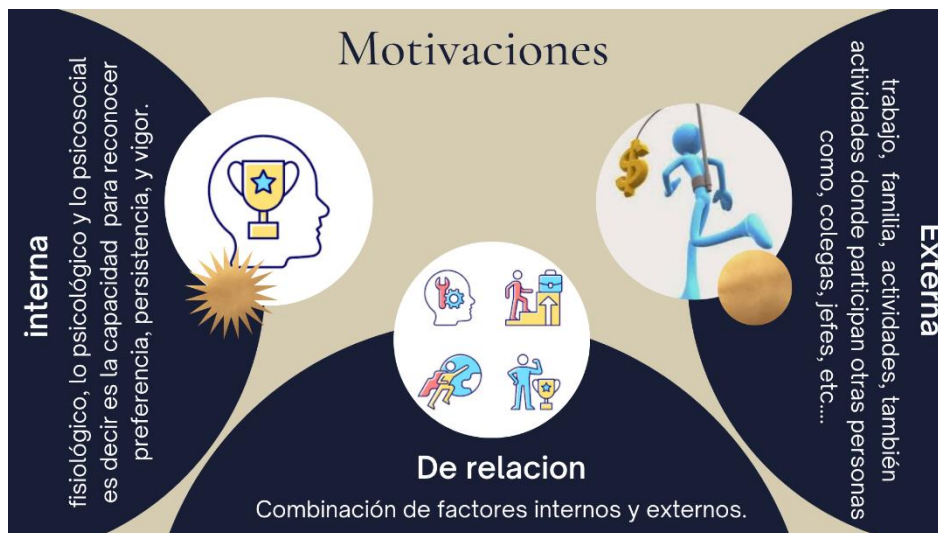 Motivaciones
interna
fisiológico, lo psicológico y lo psicosocial
es decir es la capacidad para reconocer
preferencia, persistencia, y vigor.
Externa
trabajo, familia, actividades, también
actividades donde participan otras personas
como, colegas, jefes, etc....
$
De relacion
Combinación de factores internos y externos.